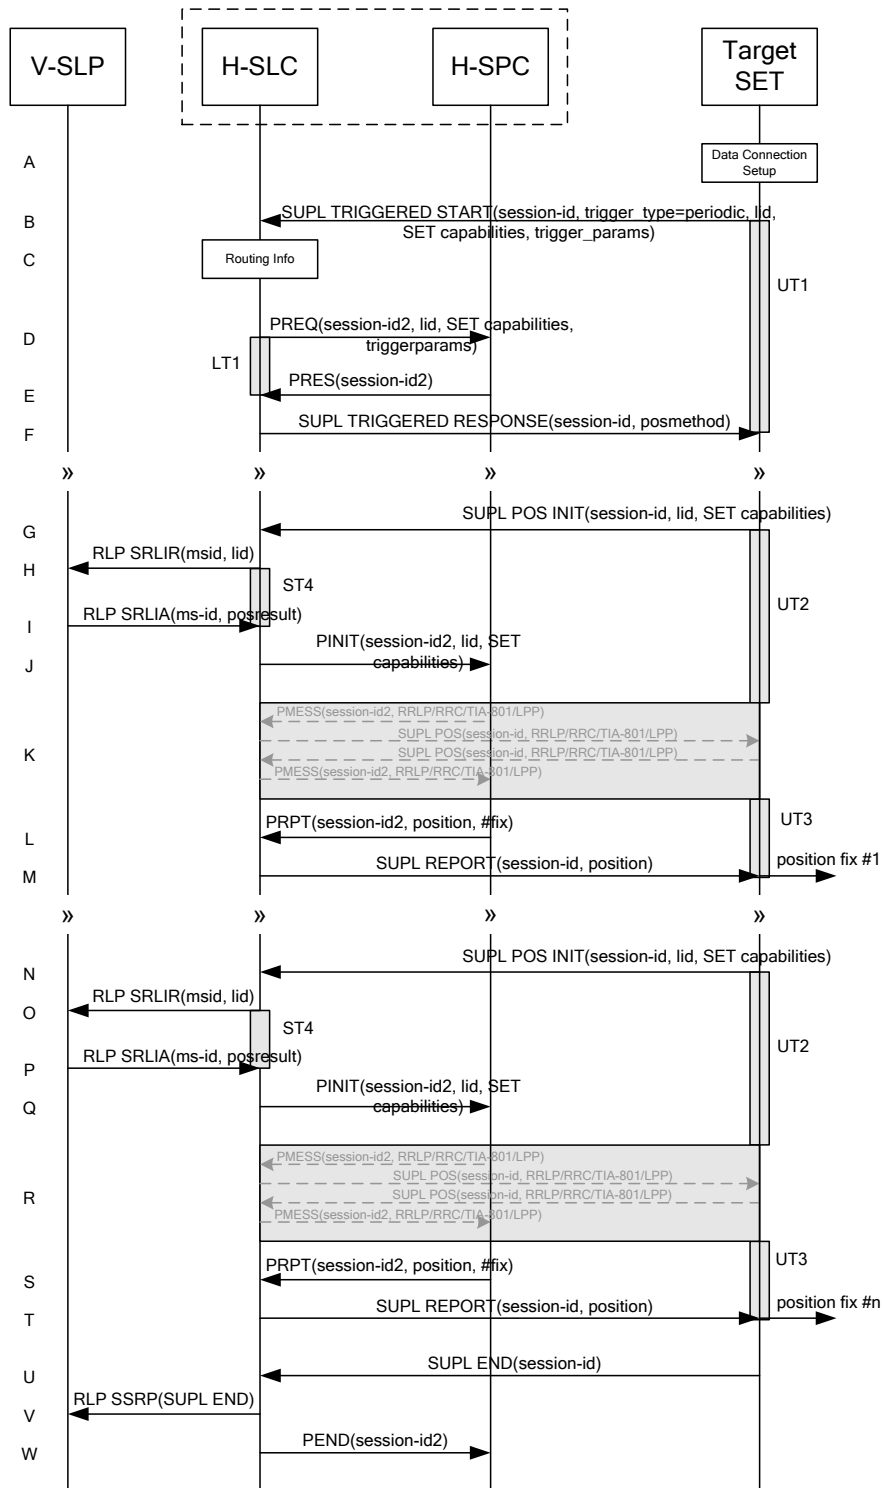 V-SLP
H-SLC
H-SPC
Target
SET
A
Data Connection
Setup
B
SUPL TRIGGERED START(session-id, trigger_type=periodic, lid,
SET capabilities, trigger_params)
C
Routing Info
UT1
D
PREQ(session-id2, lid, SET capabilities,
triggerparams)
LT1
E
PRES(session-id2)
F
SUPL TRIGGERED RESPONSE(session-id, posmethod)
» » » »
G
SUPL POS INIT(session-id, lid, SET capabilities)
H
RLP SRLIR(msid, lid)
ST4
UT2
I
RLP SRLIA(ms-id, posresult)
J
PINIT(session-id2, lid, SET
capabilities)
PMESS(session-id2, RRLP/RRC/TIA-801/LPP)
SUPL POS(session-id, RRLP/RRC/TIA-801/LPP)
K
SUPL POS(session-id, RRLP/RRC/TIA-801/LPP)
PMESS(session-id2, RRLP/RRC/TIA-801/LPP)
UT3
L
PRPT(session-id2, position, #fix)
M
SUPL REPORT(session-id, position)
position fix #1
» » » »
N
SUPL POS INIT(session-id, lid, SET capabilities)
O
RLP SRLIR(msid, lid)
ST4
UT2
P
RLP SRLIA(ms-id, posresult)
Q
PINIT(session-id2, lid, SET
capabilities)
PMESS(session-id2, RRLP/RRC/TIA-801/LPP)
SUPL POS(session-id, RRLP/RRC/TIA-801/LPP)
R
SUPL POS(session-id, RRLP/RRC/TIA-801/LPP)
PMESS(session-id2, RRLP/RRC/TIA-801/LPP)
UT3
S
PRPT(session-id2, position, #fix)
T
SUPL REPORT(session-id, position)
position fix #n
U
SUPL END(session-id)
V
RLP SSRP(SUPL END)
W
PEND(session-id2)